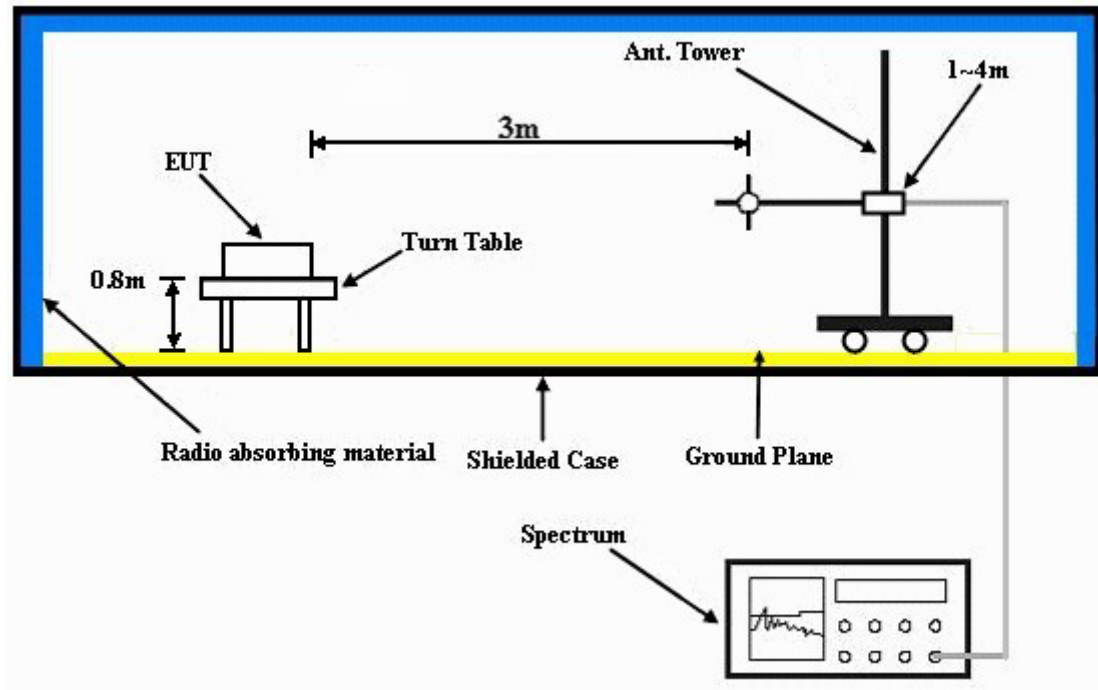 Ant. Tower
1~4m
3m
EUT
Turn Table
0.8m
Radio absorbing material
Shielded Case
Ground Plane
Spectrum